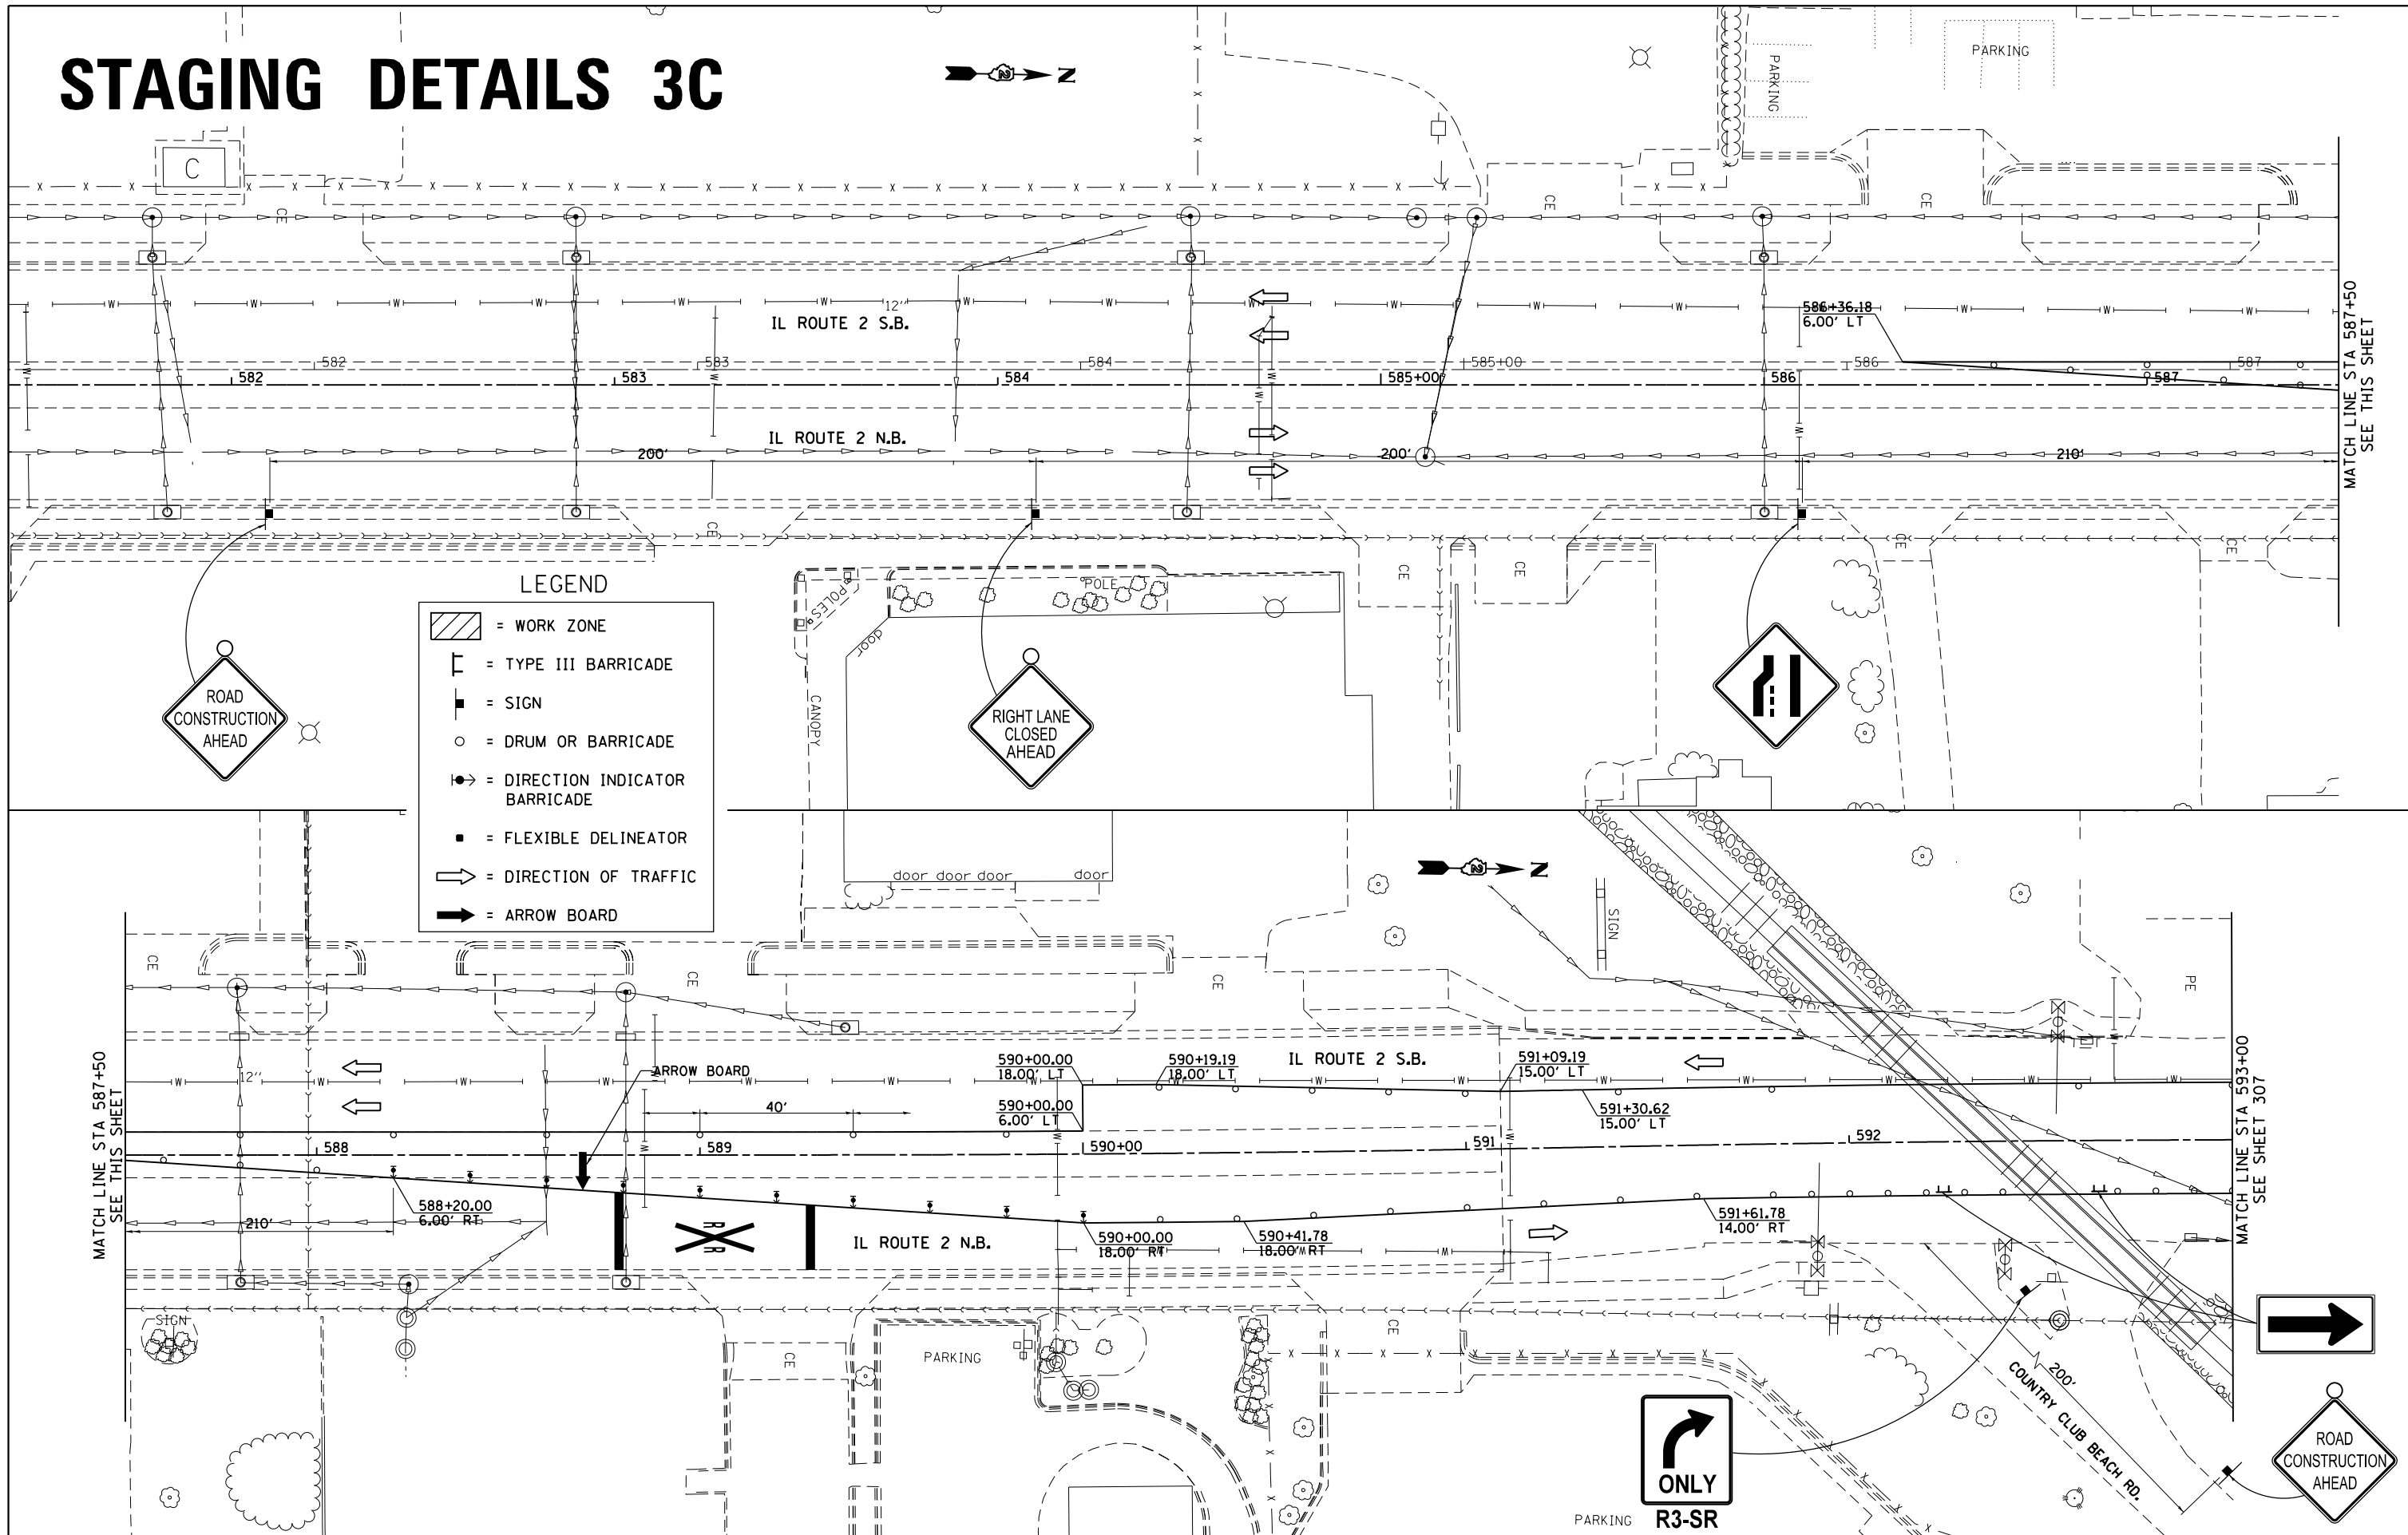 STAGING DETAILS 3C
N
PARKING
PARKING
C
CE
CE
CE
12''
IL ROUTE 2 S.B.
586+36.18
6.00' LT
MATCH LINE STA 587+50
SEE THIS SHEET
582
583
584
585+00
586
587
582
583
584
585+00
586
587
IL ROUTE 2 N.B.
200'
200'
210'
CE
CE
CE
CE
CE
POLES
POLE
door
CANOPY
ROAD
CONSTRUCTION
AHEAD
RIGHT LANE
CLOSED
AHEAD
LEGEND
= WORK ZONE
= TYPE III BARRICADE
= SIGN
= DRUM OR BARRICADE
= DIRECTION INDICATOR
BARRICADE
= FLEXIBLE DELINEATOR
= DIRECTION OF TRAFFIC
= ARROW BOARD
door door door
door
N
SIGN
CE
CE
CE
PE
MATCH LINE STA 587+50
SEE THIS SHEET
12''
ARROW BOARD
40'
590+00.00
18.00' LT
590+19.19
18.00' LT
IL ROUTE 2 S.B.
591+09.19
15.00' LT
590+00.00
6.00' LT
591+30.62
15.00' LT
588
589
590+00
591
592
588+20.00
6.00' RT
210'
R R
IL ROUTE 2 N.B.
590+00.00
18.00' RT
590+41.78
18.00' RT
591+61.78
14.00' RT
MATCH LINE STA 593+00
SEE SHEET 307
SIGN
CE
PARKING
CE
200'
COUNTRY CLUB BEACH RD.
ONLY
R3-SR
PARKING
ROAD
CONSTRUCTION
AHEAD